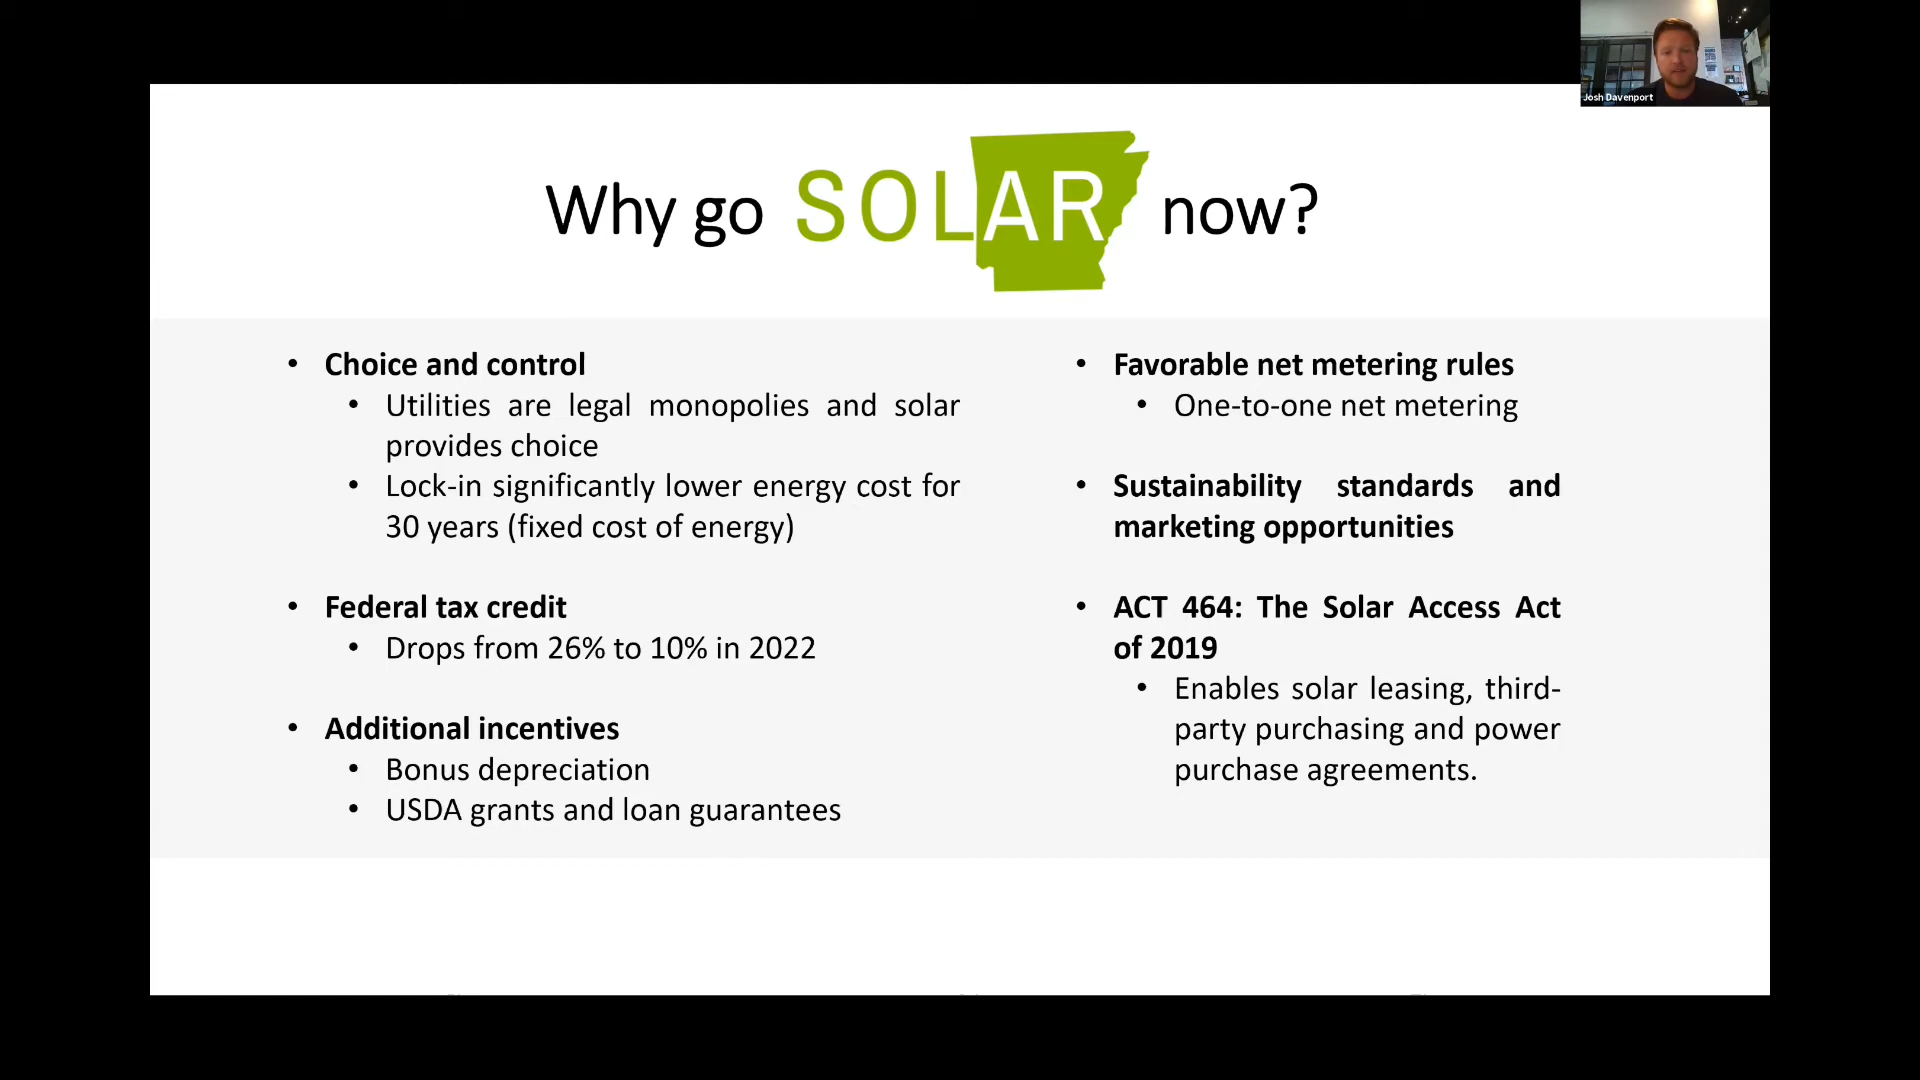 Josh Davenport
Why go SOLAR now?
• Choice and control
• Utilities are legal monopolies and solar
provides choice
• Lock-in significantly lower energy cost for
30 years (fixed cost of energy)
• Federal tax credit
• Drops from 26% to 10% in 2022
• Additional incentives
• Bonus depreciation
• USDA grants and loan guarantees
• Favorable net metering rules
• One-to-one net metering
• Sustainability standards and
marketing opportunities
• ACT 464: The Solar Access Act
of 2019
• Enables solar leasing, third-
party purchasing and power
purchase agreements.